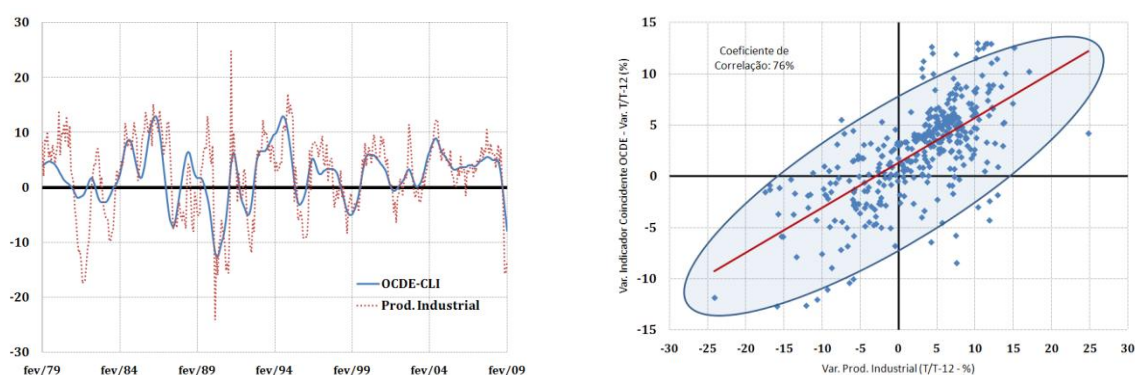 30
20
10
0
-10
-20
-30
fev/79
fev/84
fev/89
fev/94
fev/99
fev/04
fev/09
OCDE-CLI
Prod. Industrial
Var. Indicador Coincidente OCDE - Var. T/T-12 (%)
15
10
5
0
-5
-10
-15
Coeficiente de
Correlação: 76%
-30
-25
-20
-15
-10
-5
0
5
10
15
20
25
30
Var. Prod. Industrial (T/T-12 - %)